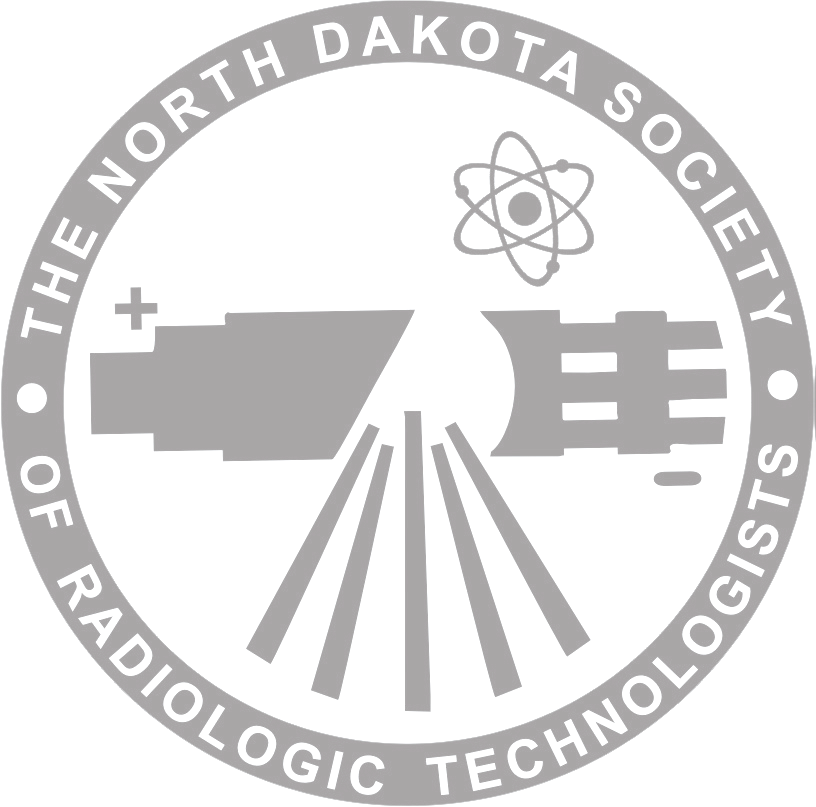 THE NORTH DAKOTA SOCIETY
OF RADIOLOGIC TECHNOLOGISTS
+
-